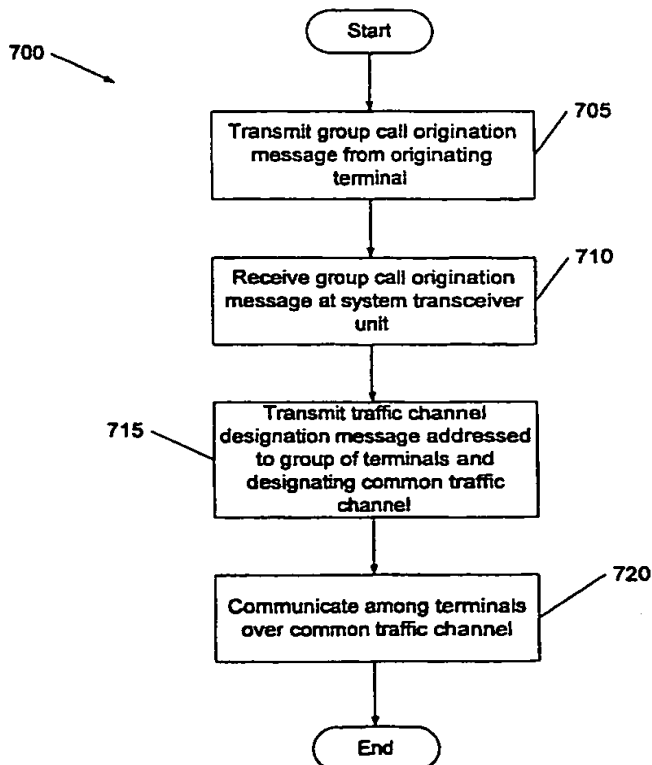 Start
700
705
Transmit group call origination
message from originating
terminal
710
Receive group call origination
message at system transceiver
unit
715
Transmit traffic channel
designation message addressed
to group of terminals and
designating common traffic
channel
720
Communicate among terminals
over common traffic channel
End